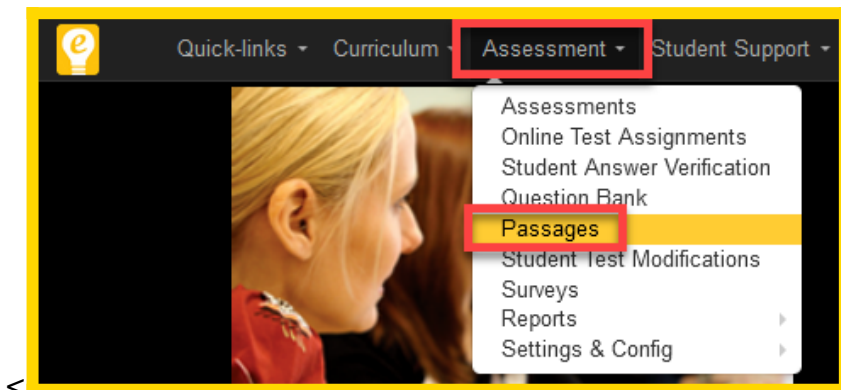 e Quick-links Curriculum Assessment Student Support
Assessments
Online Test Assignments
Student Answer Verification
Question Bank
Passages
Student Test Modifications
Surveys
Reports
Settings & Config
<